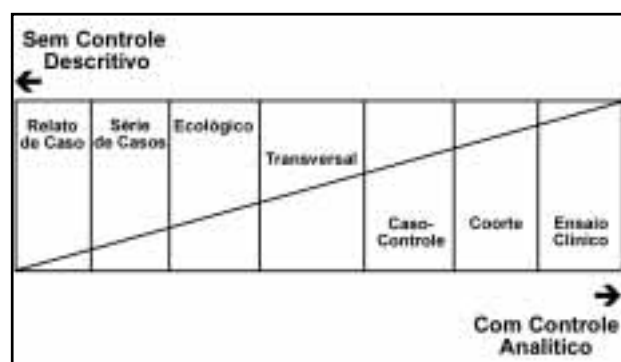 Sem Controle
Descritivo
Relato
de Caso
Série
de Casos
Ecológico
Transversal
Caso-
Controle
Coorte
Ensaio
Clínico
Com Controle
Analítico